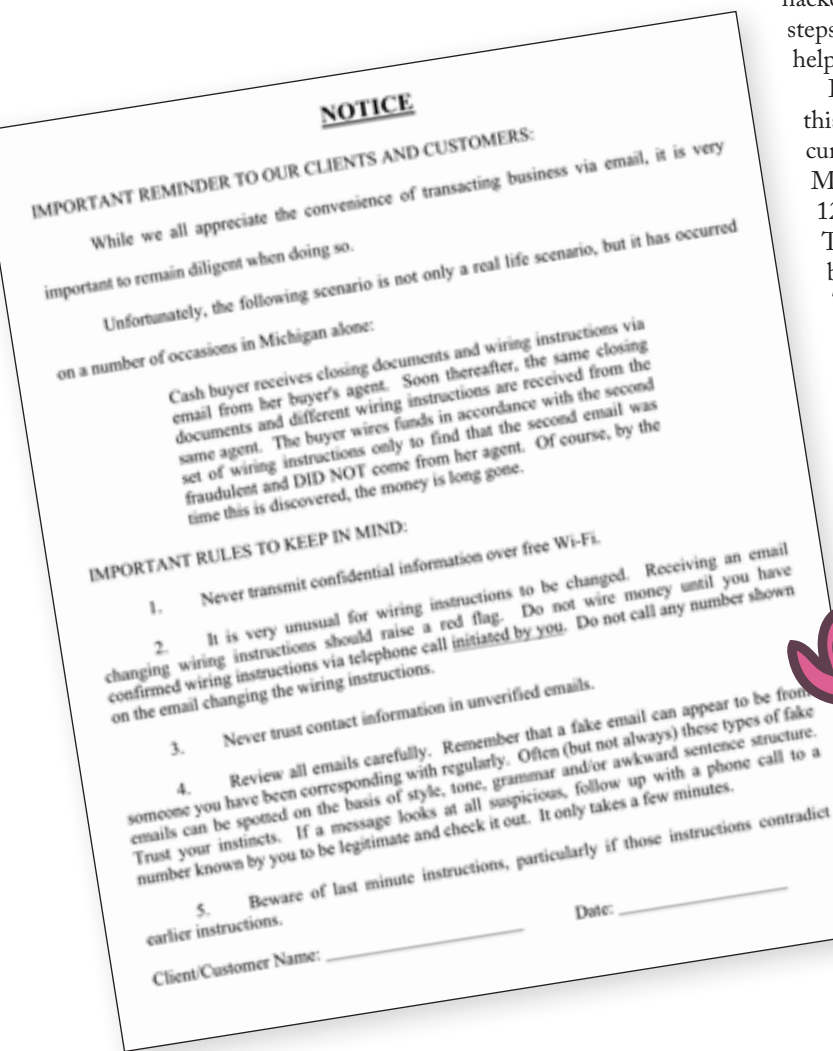 NOTICE
IMPORTANT REMINDER TO OUR CLIENTS AND CUSTOMERS:
While we all appreciate the convenience of transacting business via email, it is very
important to remain diligent when doing so.
Unfortunately, the following scenario is not only a real life scenario, but it has occurred
on a number of occasions in Michigan alone:
Cash buyer receives closing documents and wiring instructions via
email from her buyer's agent. Soon thereafter, the same closing
documents and different wiring instructions are received from the
same agent. The buyer wires funds in accordance with the second
set of wiring instructions only to find that the second email was
fraudulent and DID NOT come from her agent. Of course, by the
time this is discovered, the money is long gone.
IMPORTANT RULES TO KEEP IN MIND:
1. Never transmit confidential information over free Wi-Fi.
2. It is very unusual for wiring instructions to be changed. Receiving an email
changing wiring instructions should raise a red flag. Do not wire money until you have
confirmed wiring instructions via telephone call initiated by you. Do not call any number shown
on the email changing the wiring instructions.
3. Never trust contact information in unverified emails.
4. Review all emails carefully. Remember that a fake email can appear to be from
someone you have been corresponding with regularly. Often (but not always) these types of fake
emails can be spotted on the basis of style, tone, grammar and/or awkward sentence structure.
Trust your instincts. If a message looks at all suspicious, follow up with a phone call to a
number known by you to be legitimate and check it out. It only takes a few minutes.
5. Beware of last minute instructions, particularly if those instructions contradict
earlier instructions.
Client/Customer Name: Date:
steps
help